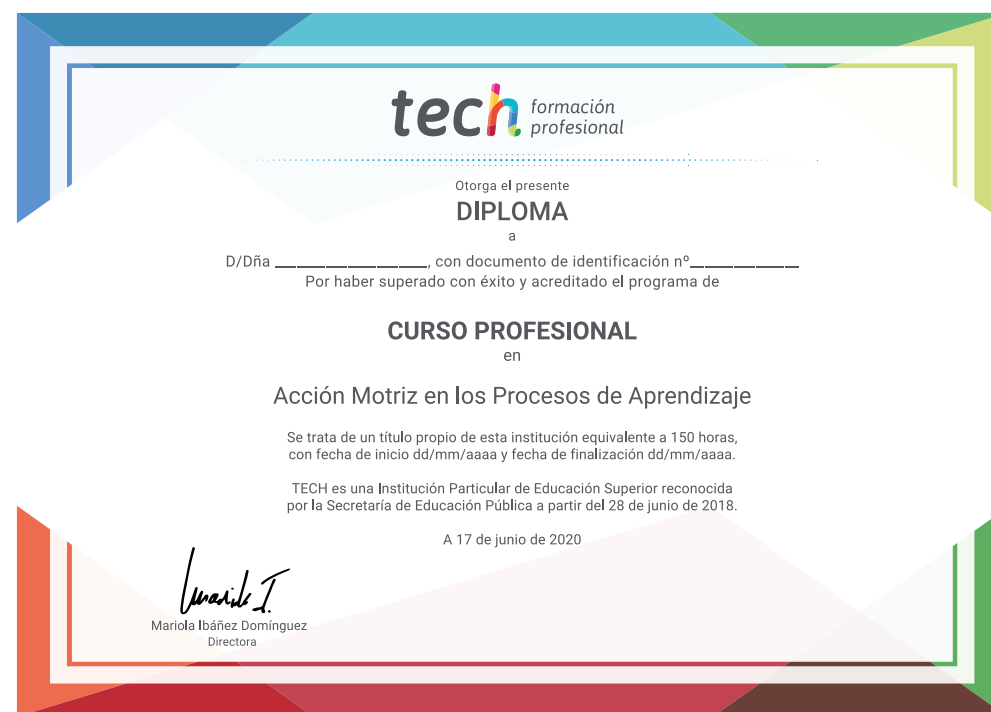 tech formación
profesional
Otorga el presente
DIPLOMA
a
D/Dña ____________________, con documento de identificación nº______________
Por haber superado con éxito y acreditado el programa de
CURSO PROFESIONAL
en
Acción Motriz en los Procesos de Aprendizaje
Se trata de un título propio de esta institución equivalente a 150 horas,
con fecha de inicio dd/mm/aaaa y fecha de finalización dd/mm/aaaa.
TECH es una Institución Particular de Educación Superior reconocida
por la Secretaría de Educación Pública a partir del 28 de junio de 2018.
A 17 de junio de 2020
Mariola I.
Mariola Ibáñez Domínguez
Directora